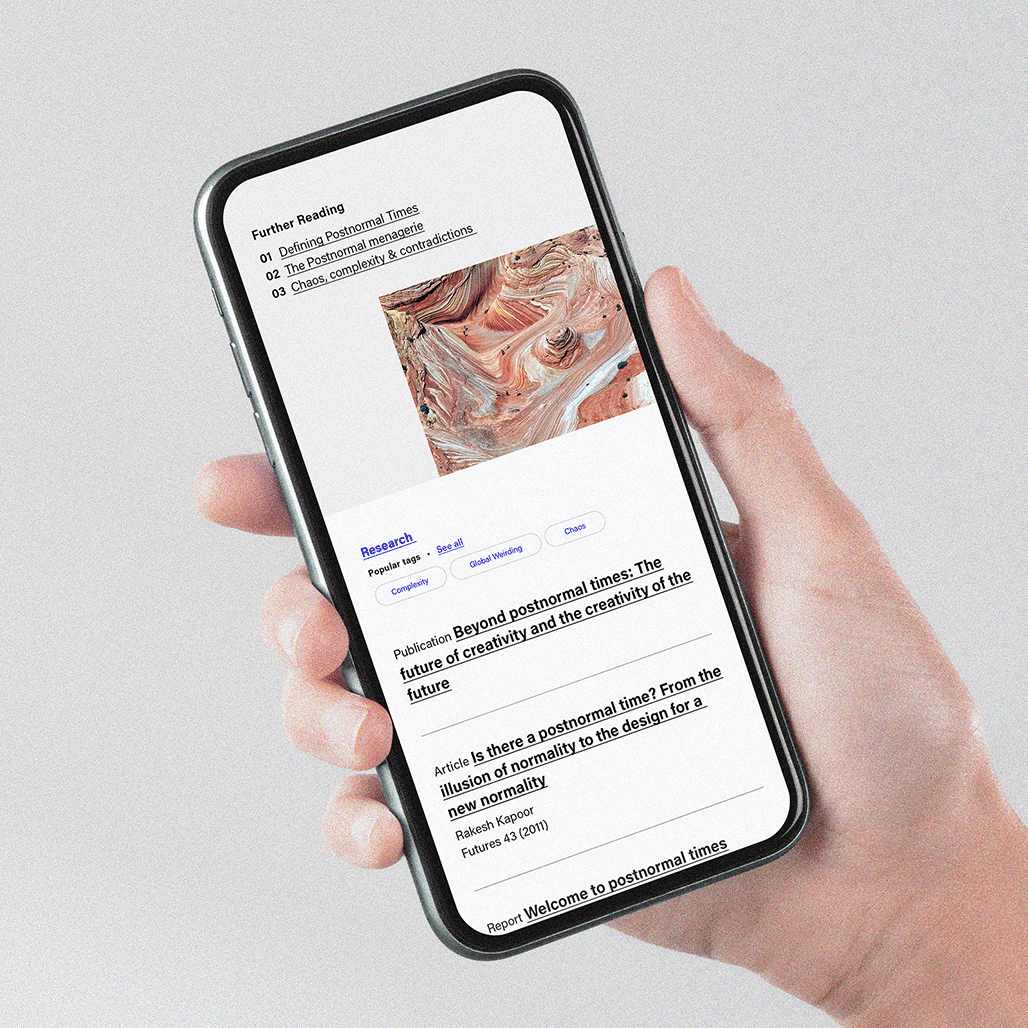 Further Reading
01 Defining Postnormal Times
02 The Postnormal menagerie
03 Chaos, complexity & contradictions
Research
Popular tags • See all
Complexity
Global Weirding
Chaos
Publication Beyond postnormal times: The
future of creativity and the creativity of the
future
Article Is there a postnormal time? From the
illusion of normality to the design for a
new normality
Rakesh Kapoor
Futures 43 (2011)
Report Welcome to postnormal times